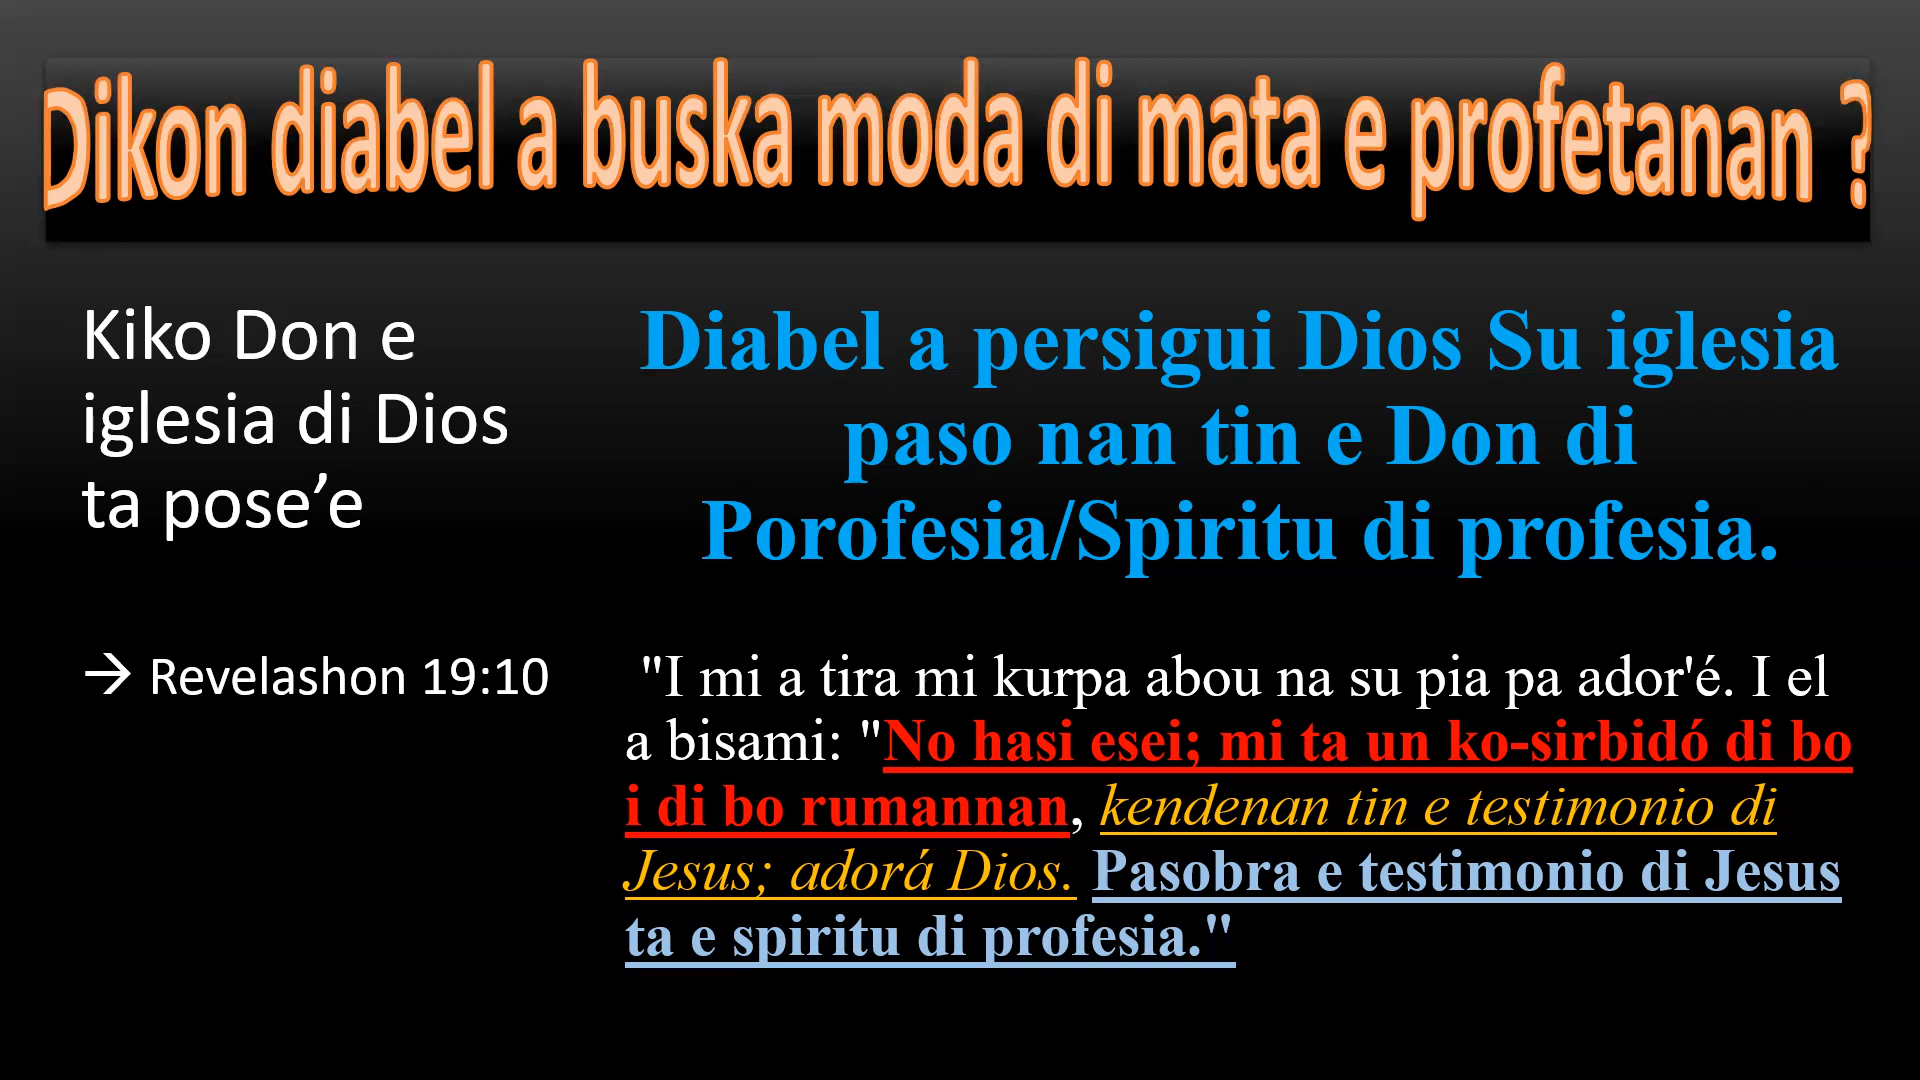 Dikon diabel a buska moda di mata e profetanan ?
Kiko Don e
iglesia di Dios
ta pose’e
→ Revelashon 19:10
Diabel a persigui Dios Su iglesia
paso nan tin e Don di
Porofesia/Spiritu di profesia.
"I mi a tira mi kurpa abou na su pia pa ador'é. I el
a bisami: "No hasi esei; mi ta un ko-sirbidó di bo
i di bo rumannan, kendenan tin e testimonio di
Jesus; adorá Dios. Pasobra e testimonio di Jesus
ta e spiritu di profesia."